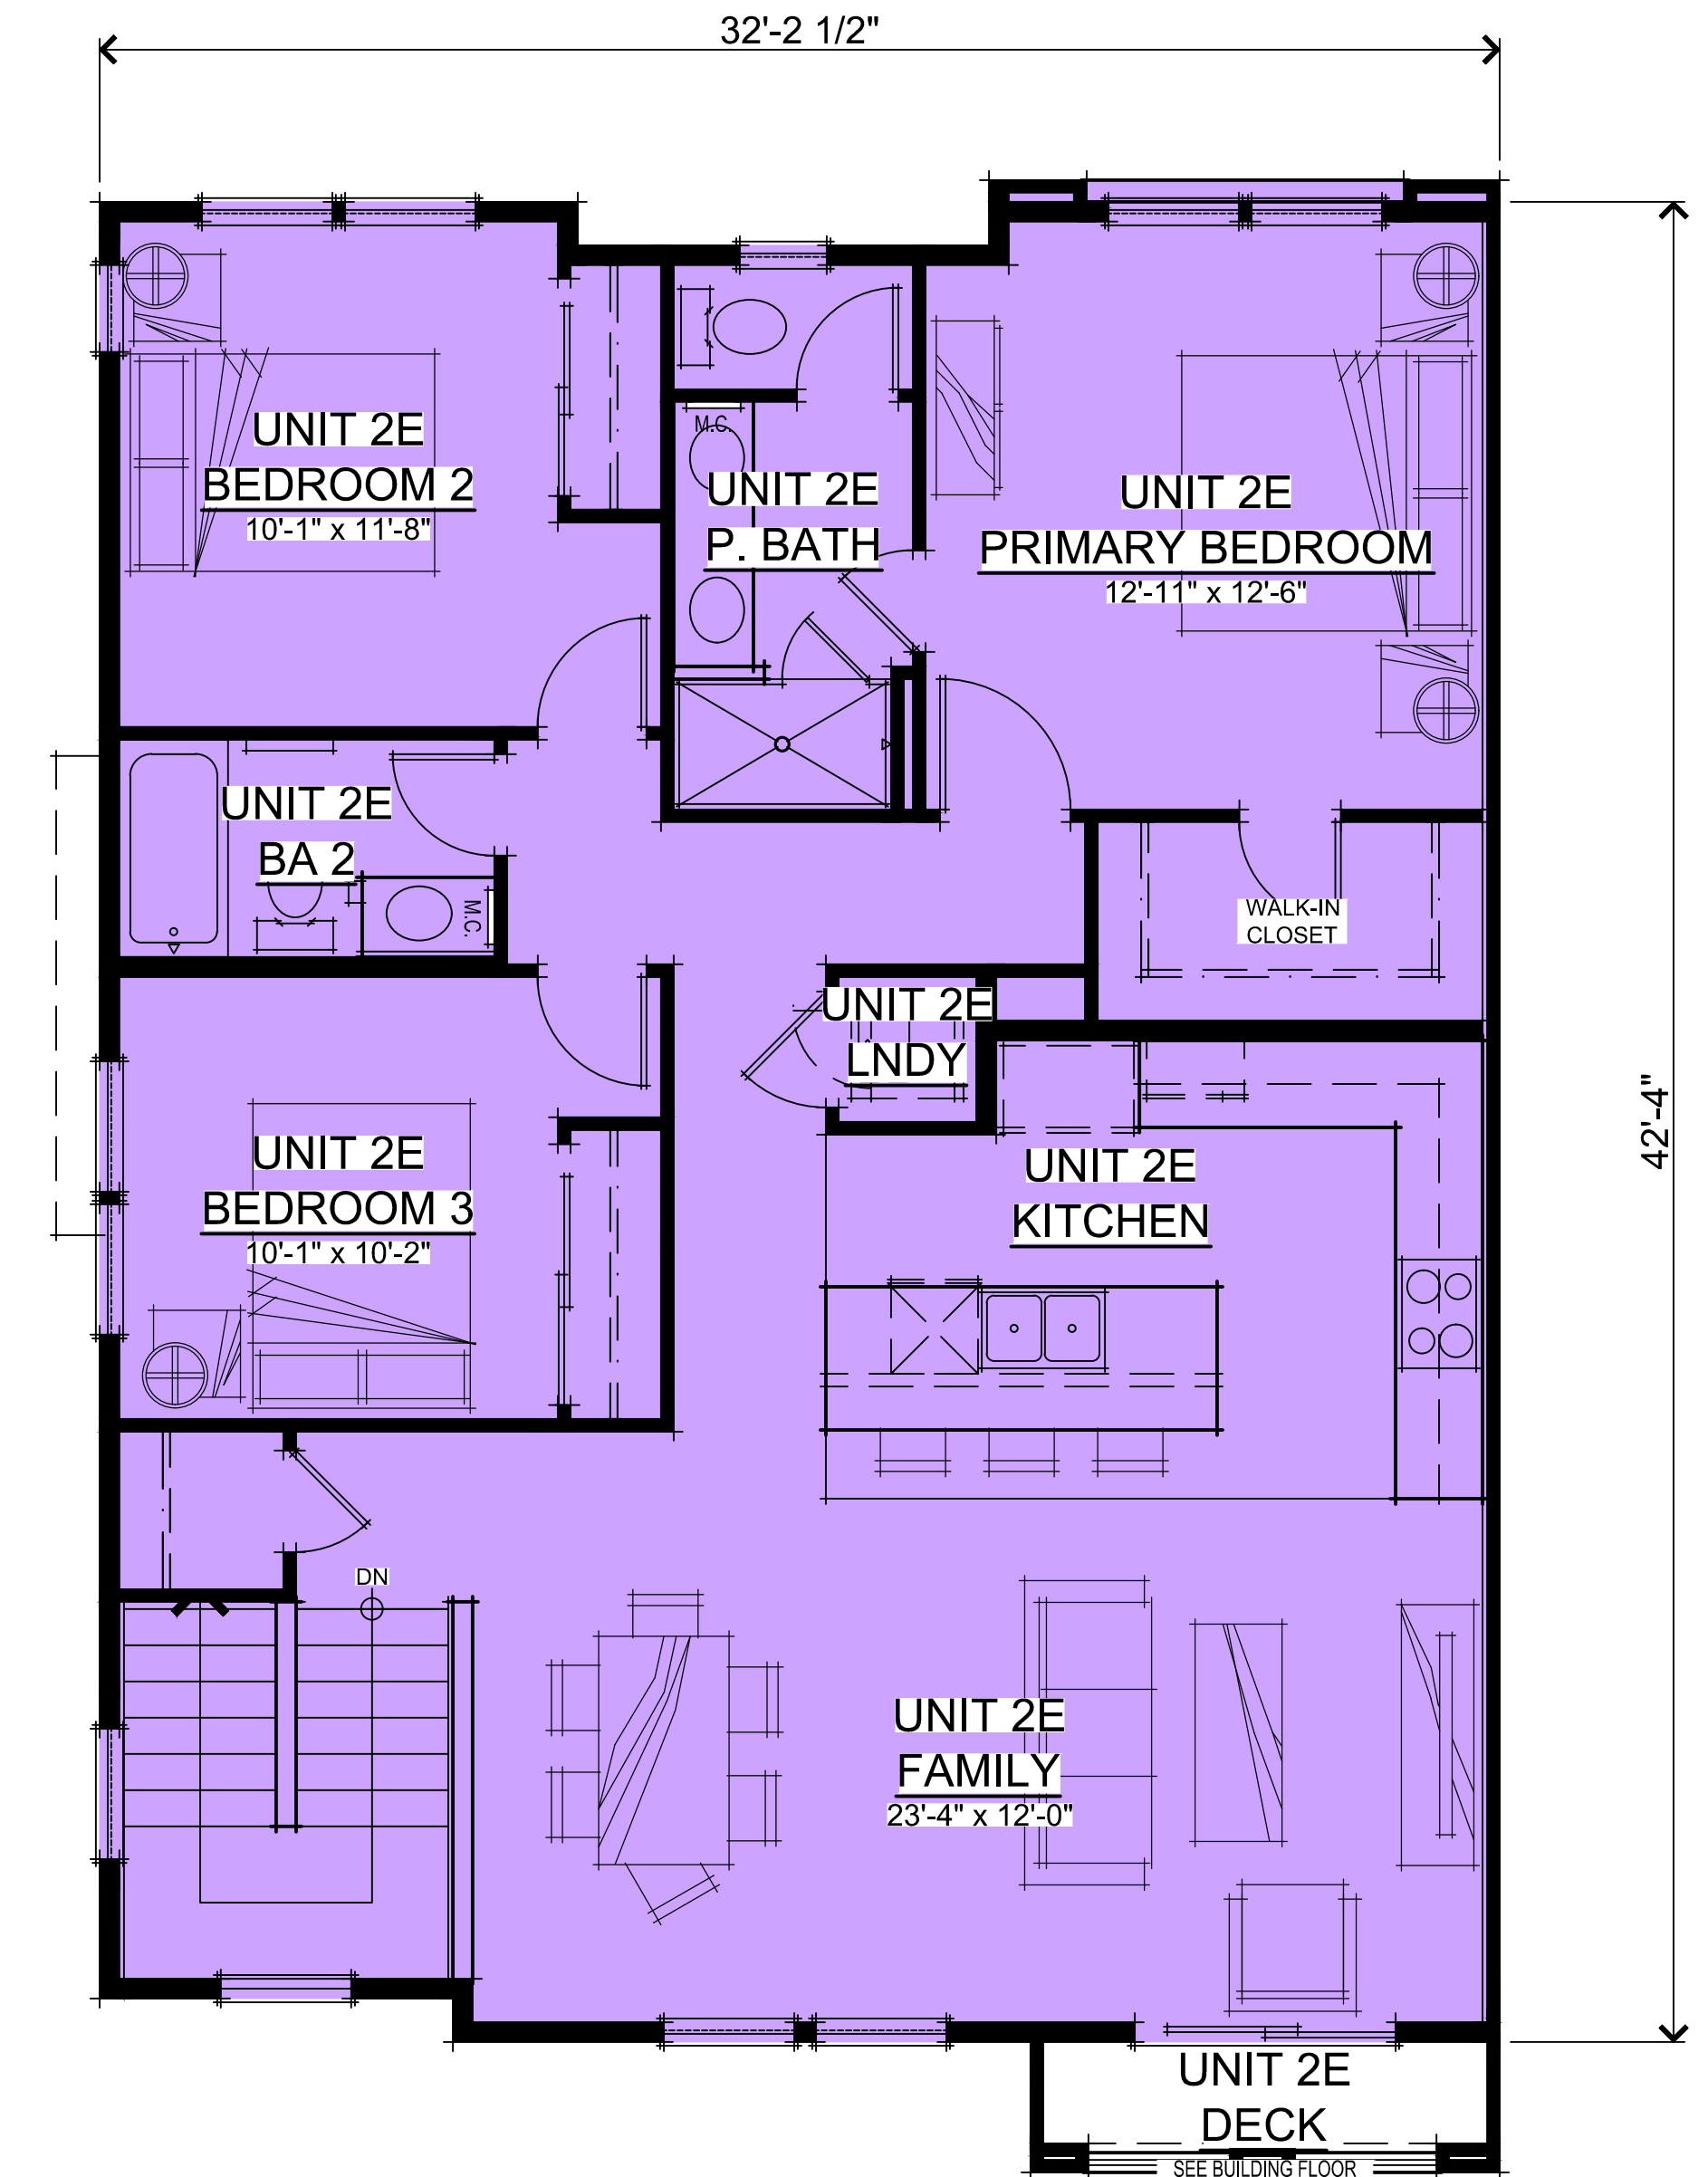 32'-2 1/2"
UNIT 2E
BEDROOM 2
10'-1" x 11'-8"
M.C.
UNIT 2E
P. BATH
UNIT 2E
PRIMARY BEDROOM
12'-11" x 12'-6"
UNIT 2E
BA 2
M.C.
WALK-IN
CLOSET
UNIT 2E
LNDY
42'-4"
UNIT 2E
BEDROOM 3
10'-1" x 10'-2"
UNIT 2E
KITCHEN
DN
UNIT 2E
FAMILY
23'-4" x 12'-0"
UNIT 2E
DECK
SEE BUILDING FLOOR